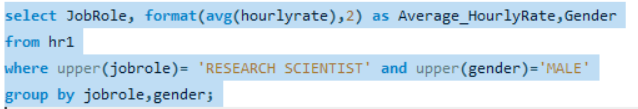 select JobRole, format(avg(hourlyrate),2) as Average_HourlyRate,Gender
from hr1
where upper(jobrole)= 'RESEARCH SCIENTIST' and upper(gender)='MALE'
group by jobrole,gender;